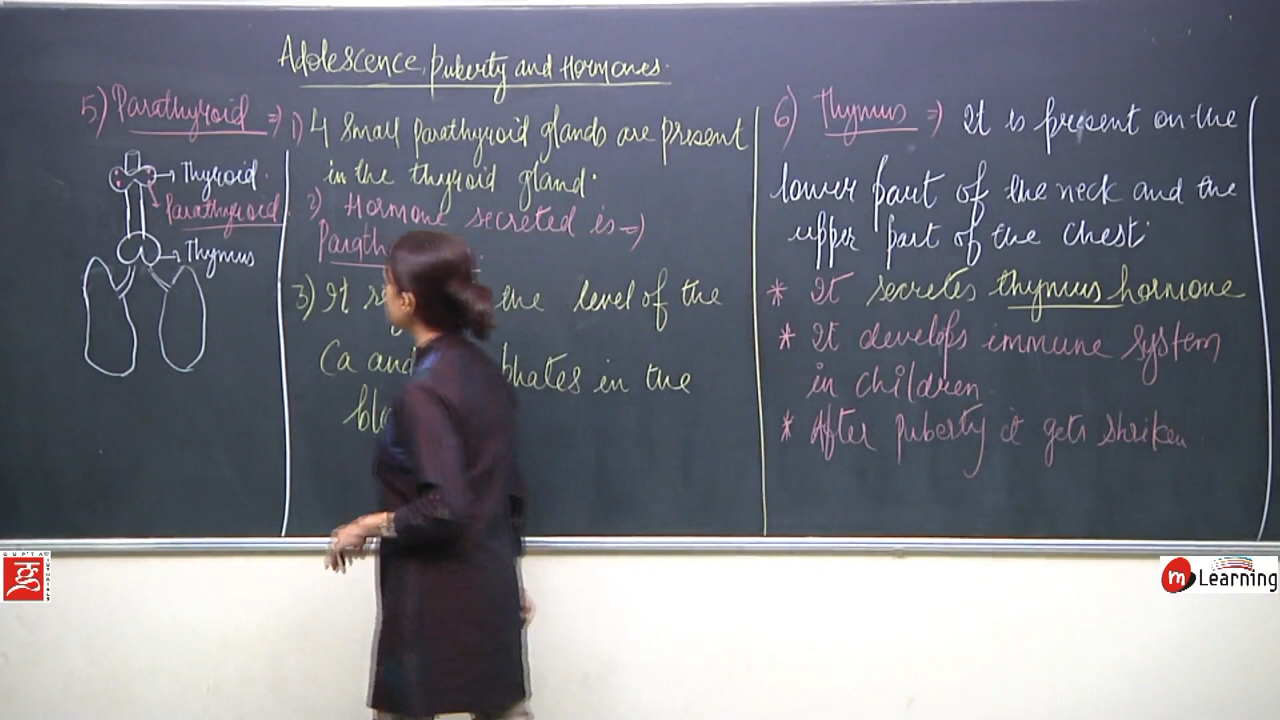 Adolescence, puberty and Hormones.
5) Parathyroid ⇒
Thyroid.
Parathyroid
Thymus
1) 4 small parathyroid glands are present
in the thyroid gland.
2) Hormone secreted is ⇒
3) It the level of the
Ca and in the
6) Thymus ⇒ It is present on the
lower part of the neck and the
upper part of the chest.
* It secretes thymus hormone
* It develops immune system
in children.
* After puberty it gets shriken
GUPTA
m Learning